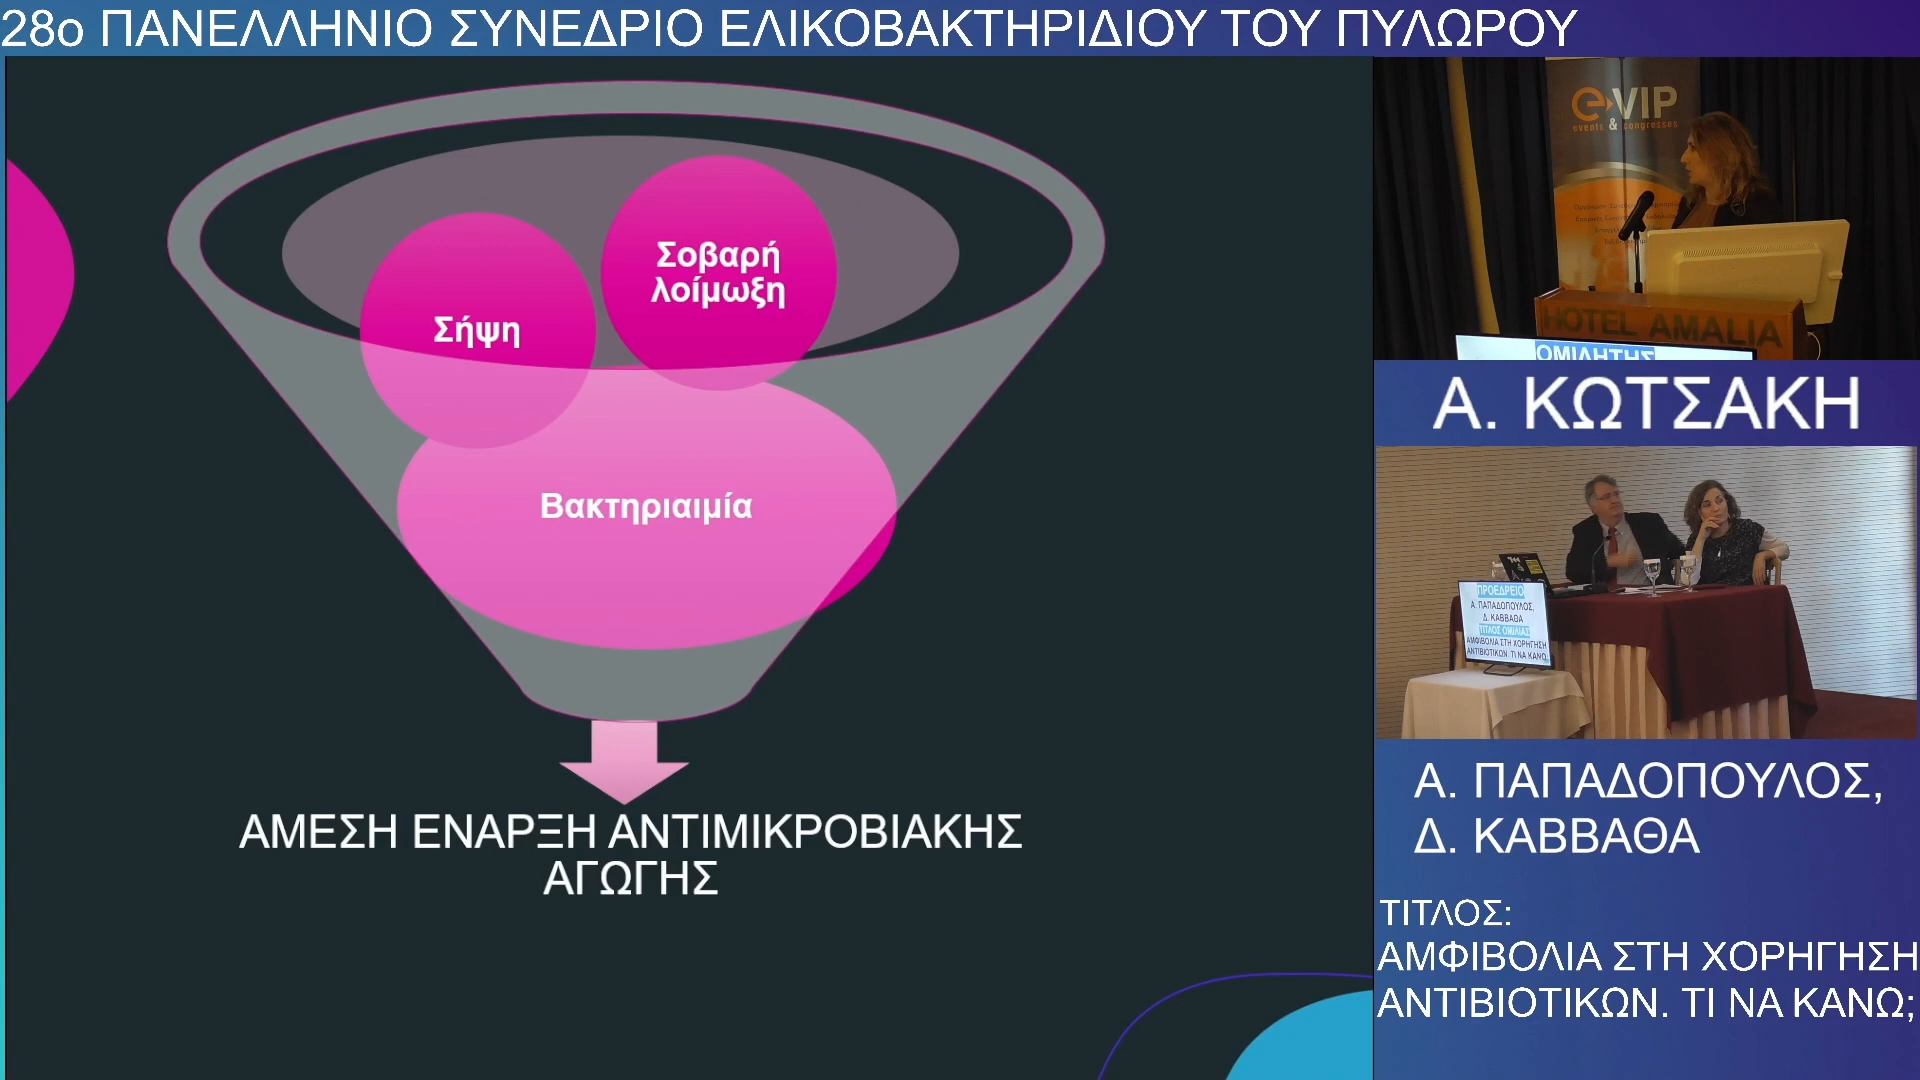 28ο ΠΑΝΕΛΛΗΝΙΟ ΣΥΝΕΔΡΙΟ ΕΛΙΚΟΒΑΚΤΗΡΙΔΙΟΥ ΤΟΥ ΠΥΛΩΡΟΥ
Σοβαρή
λοίμωξη
Σήψη
Βακτηριαιμία
ΑΜΕΣΗ ΕΝΑΡΞΗ ΑΝΤΙΜΙΚΡΟΒΙΑΚΗΣ
ΑΓΩΓΗΣ
e VIP
events & congresses
HOTEL AMALIA
ΟΜΙΛΗΤΗΣ
Α. ΚΩΤΣΑΚΗ
ΠΡΟΕΔΡΕΙΟ
Α. ΠΑΠΑΔΟΠΟΥΛΟΣ,
Δ. ΚΑΒΒΑΘΑ
ΤΙΤΛΟΣ ΟΜΙΛΙΑΣ
ΑΜΦΙΒΟΛΙΑ ΣΤΗ ΧΟΡΗΓΗΣΗ
ΑΝΤΙΒΙΟΤΙΚΩΝ. ΤΙ ΝΑ ΚΑΝΩ;
Α. ΠΑΠΑΔΟΠΟΥΛΟΣ,
Δ. ΚΑΒΒΑΘΑ
ΤΙΤΛΟΣ:
ΑΜΦΙΒΟΛΙΑ ΣΤΗ ΧΟΡΗΓΗΣΗ
ΑΝΤΙΒΙΟΤΙΚΩΝ. ΤΙ ΝΑ ΚΑΝΩ;